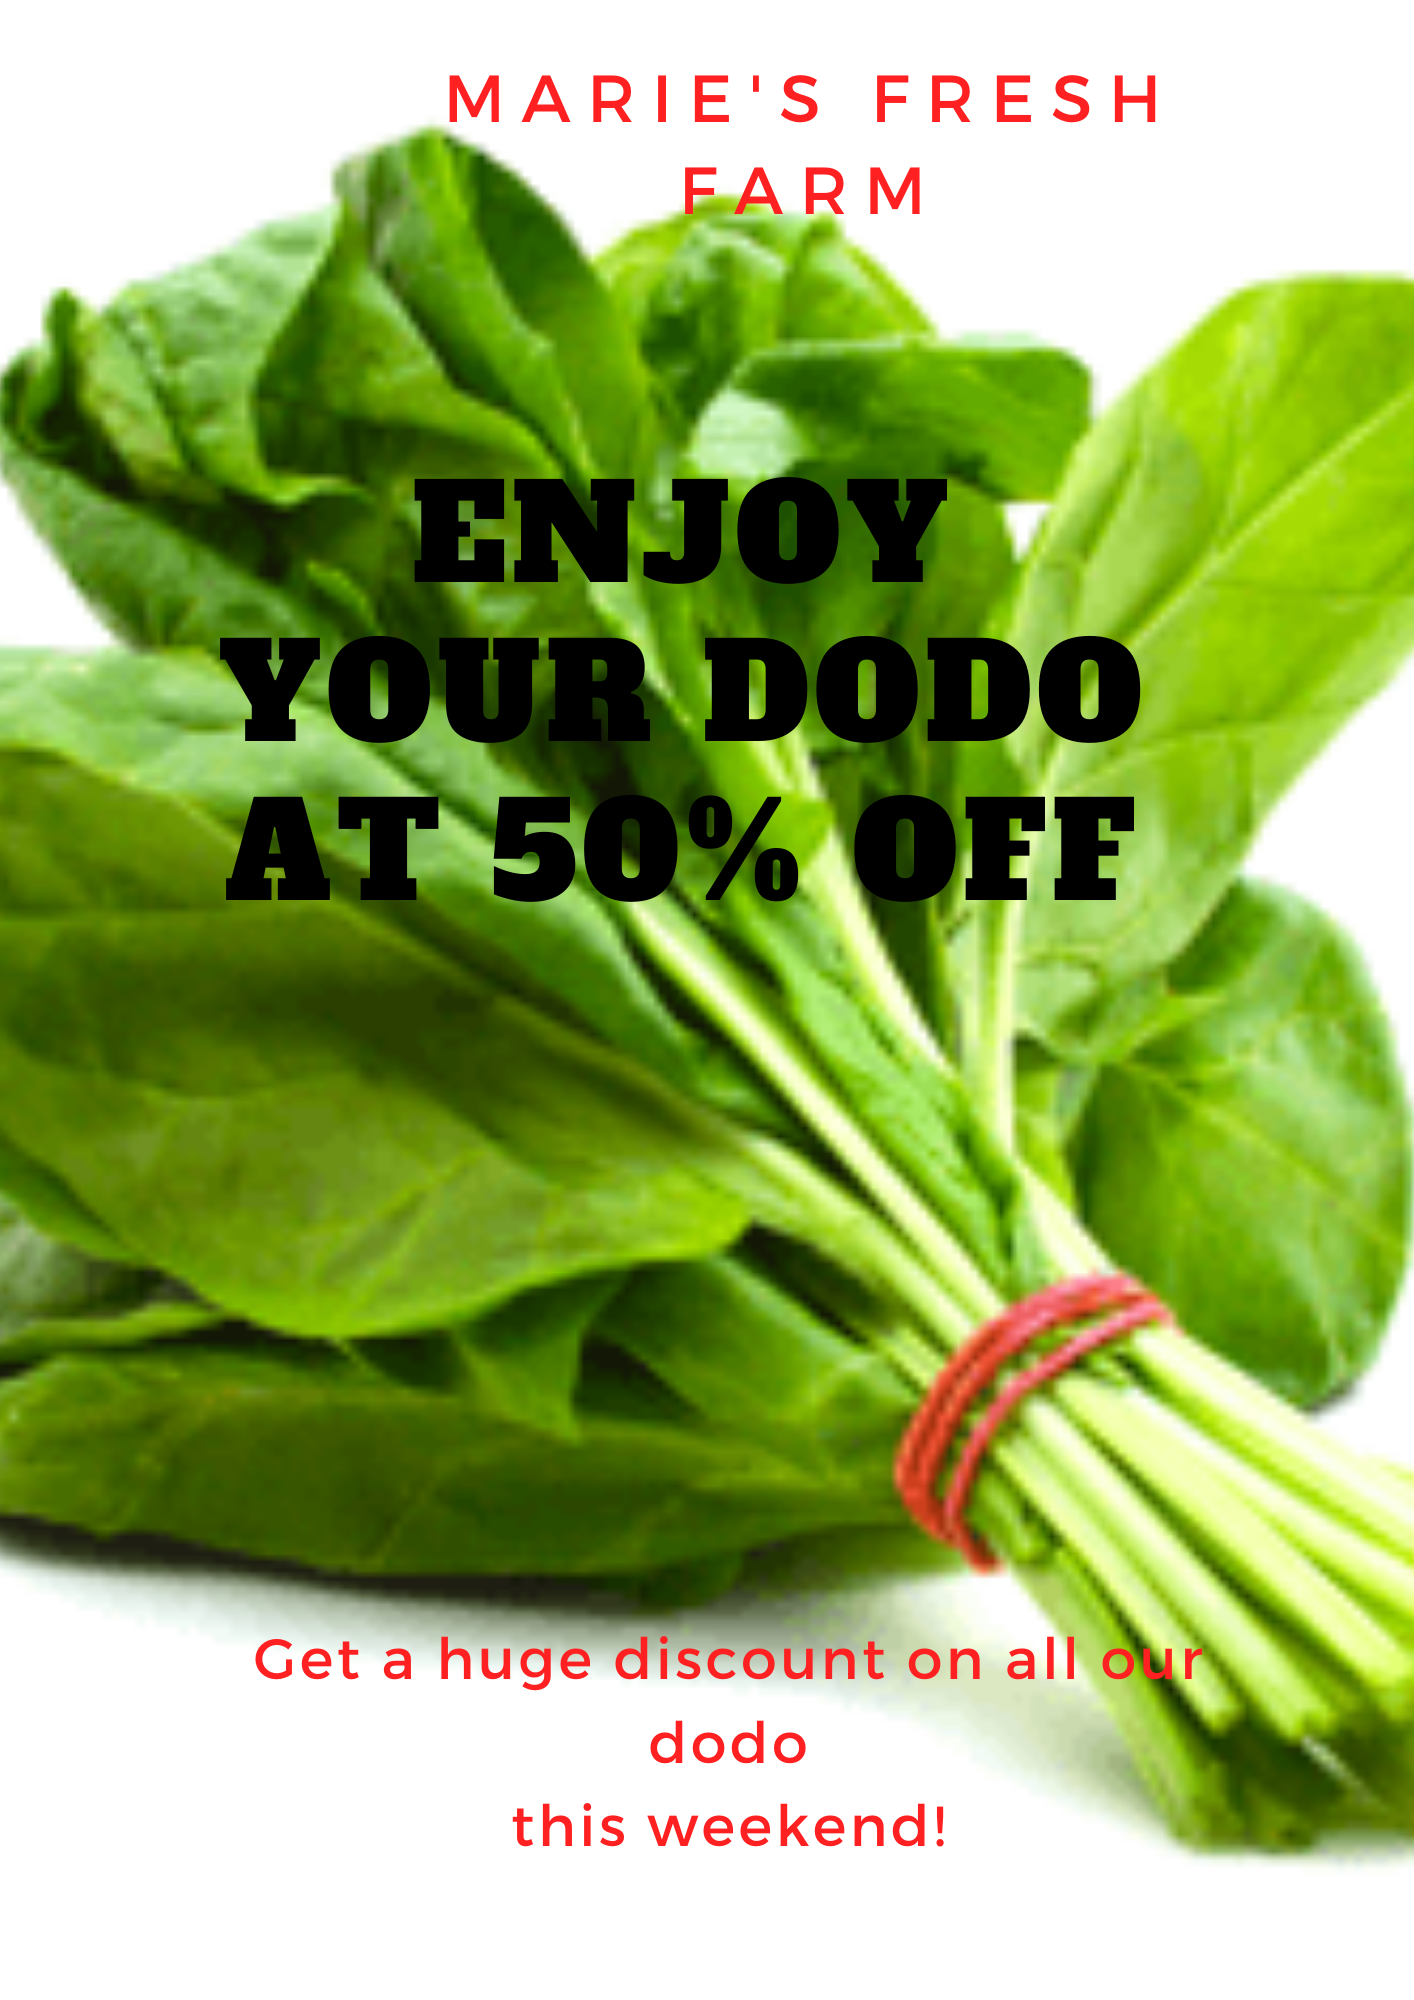 MARIE'S FRESH
FARM
ENJOY
YOUR DODO
AT 50% OFF
Get a huge discount on all our
dodo
this weekend!